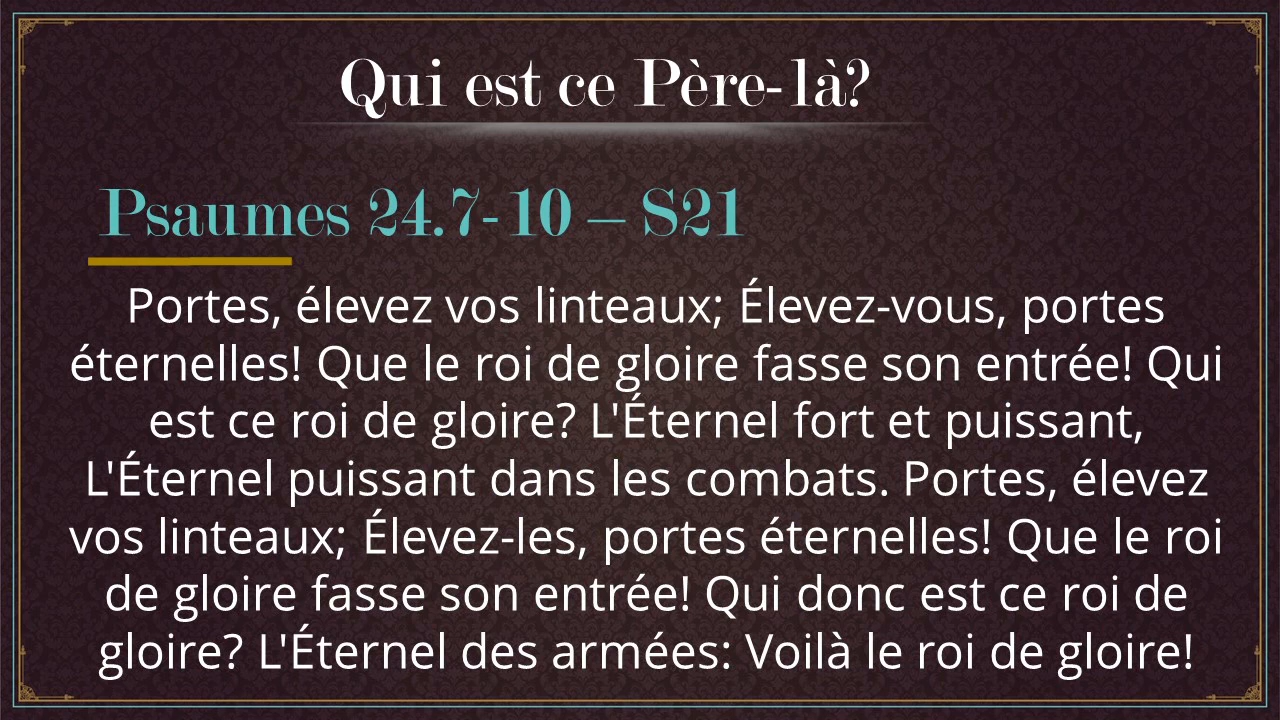 Qui est ce Père-là?
Psaumes 24.7-10 – S21
Portes, élevez vos linteaux; Élevez-vous, portes
éternelles! Que le roi de gloire fasse son entrée! Qui
est ce roi de gloire? L'Éternel fort et puissant,
L'Éternel puissant dans les combats. Portes, élevez
vos linteaux; Élevez-les, portes éternelles! Que le roi
de gloire fasse son entrée! Qui donc est ce roi de
gloire? L'Éternel des armées: Voilà le roi de gloire!